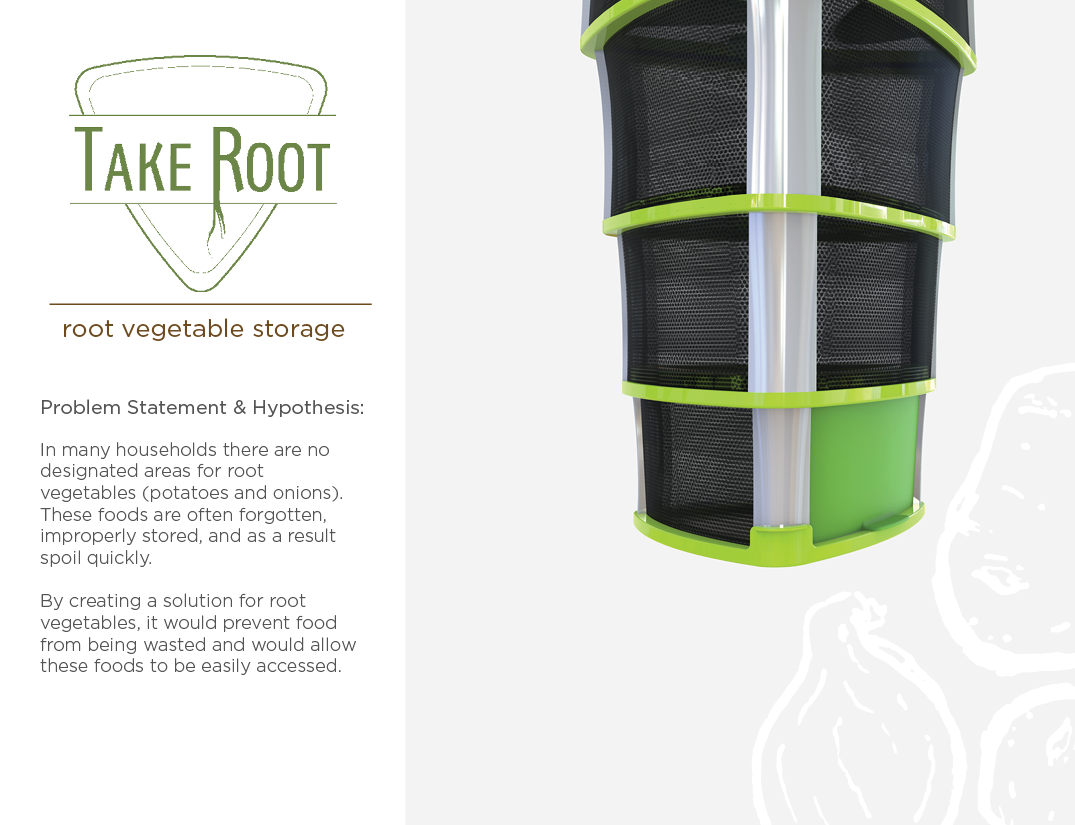 TAKE ROOT
root vegetable storage
Problem Statement & Hypothesis:
In many households there are no
designated areas for root
vegetables (potatoes and onions).
These foods are often forgotten,
improperly stored, and as a result
spoil quickly.
By creating a solution for root
vegetables, it would prevent food
from being wasted and would allow
these foods to be easily accessed.